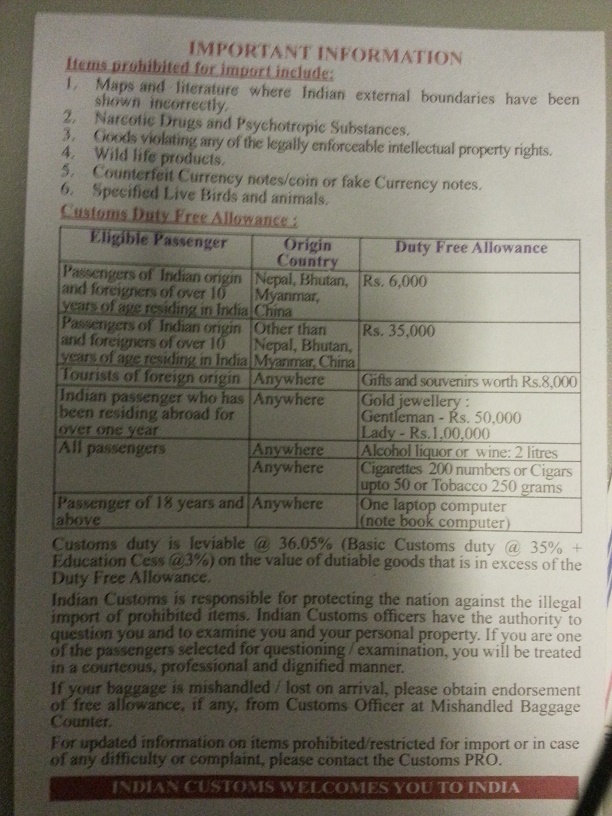 IMPORTANT INFORMATION
Items prohibited for import include:
1. Maps and literature where Indian external boundaries have been
shown incorrectly.
2. Narcotic Drugs and Psychotropic Substances.
3. Goods violating any of the legally enforceable intellectual property rights.
4. Wild life products.
5. Counterfeit Currency notes/coin or fake Currency notes.
6. Specified Live Birds and animals.
Customs Duty Free Allowance :
Eligible Passenger Origin Country Duty Free Allowance
Passengers of Indian origin Nepal, Bhutan, Rs. 6,000
and foreigners of over 10 Myanmar,
years of age residing in India China
Passengers of Indian origin Other than Rs. 35,000
and foreigners of over 10 Nepal, Bhutan,
years of age residing in India Myanmar, China
Tourists of foreign origin Anywhere Gifts and souvenirs worth Rs.8,000
Indian passenger who has Anywhere Gold jewellery :
been residing abroad for Gentleman - Rs. 50,000
over one year Lady - Rs.1,00,000
All passengers Anywhere Alcohol liquor or wine: 2 litres
Anywhere Cigarettes 200 numbers or Cigars
upto 50 or Tobacco 250 grams
Passenger of 18 years and Anywhere One laptop computer
above (note book computer)
Customs duty is leviable @ 36.05% (Basic Customs duty @ 35% +
Education Cess @3%) on the value of dutiable goods that is in excess of the
Duty Free Allowance.
Indian Customs is responsible for protecting the nation against the illegal
import of prohibited items. Indian Customs officers have the authority to
question you and to examine you and your personal property. If you are one
of the passengers selected for questioning / examination, you will be treated
in a courteous, professional and dignified manner.
If your baggage is mishandled / lost on arrival, please obtain endorsement
of free allowance, if any, from Customs Officer at Mishandled Baggage
Counter.
For updated information on items prohibited/restricted for import or in case
of any difficulty or complaint, please contact the Customs PRO.
INDIAN CUSTOMS WELCOMES YOU TO INDIA